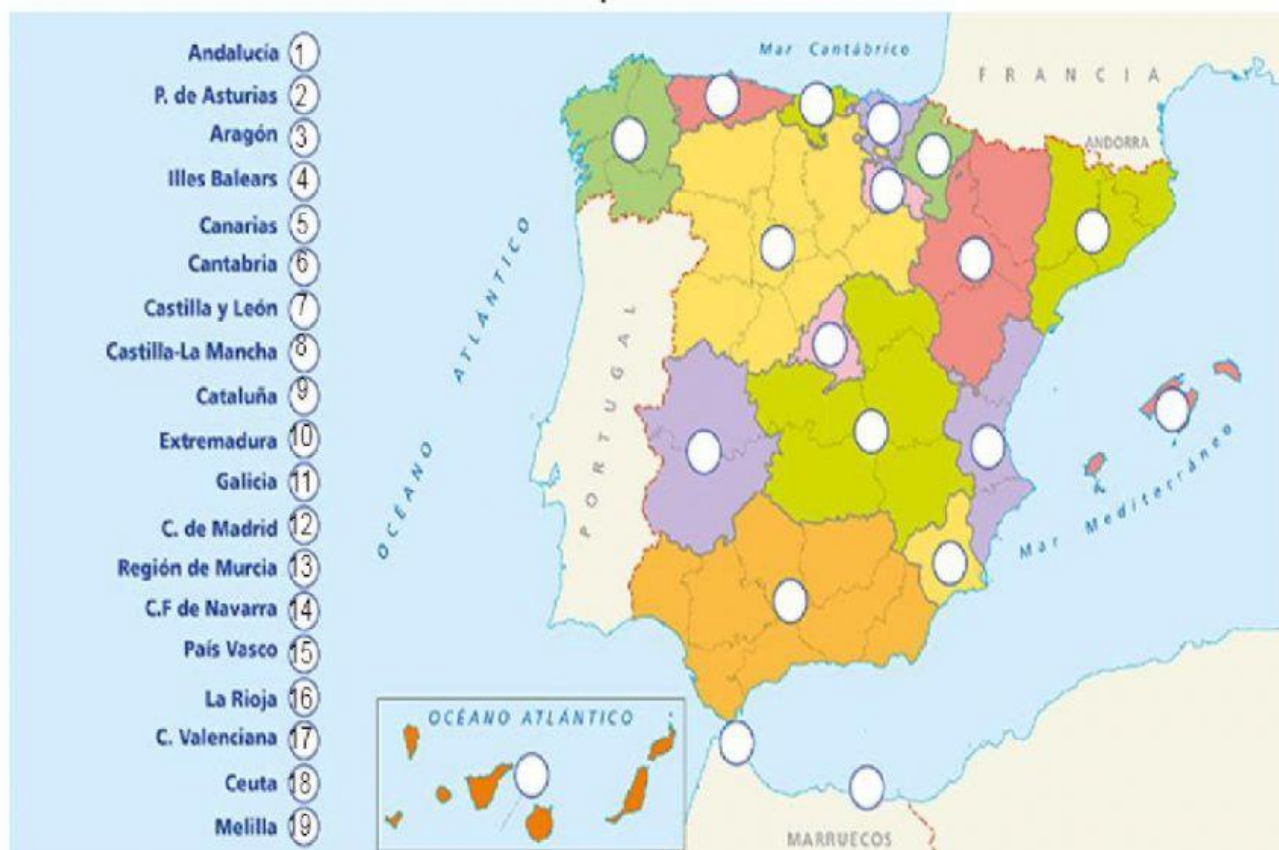 Andalucía 1
P. de Asturias 2
Aragón 3
Illes Balears 4
Canarias 5
Cantabria 6
Castilla y León 7
Castilla-La Mancha 8
Cataluña 9
Extremadura 10
Galicia 11
C. de Madrid 12
Región de Murcia 13
C.F de Navarra 14
País Vasco 15
La Rioja 16
C. Valenciana 17
Ceuta 18
Melilla 19
Mar Cantábrico
FRANCIA
ANDORRA
OCÉANO ATLÁNTICO
PORTUGAL
Mar Mediterráneo
OCÉANO ATLÁNTICO
MARRUECOS